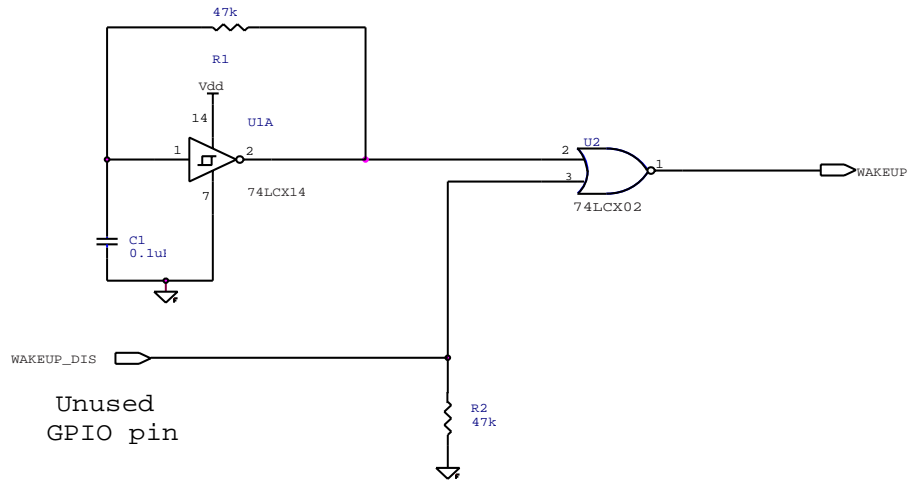 47k
R1
Vdd
14
U1A
1
2
7
74LCX14
C1
0.1uF
U2
2
3
1
74LCX02
WAKEUP
WAKEUP_DIS
Unused
GPIO pin
R2
47k